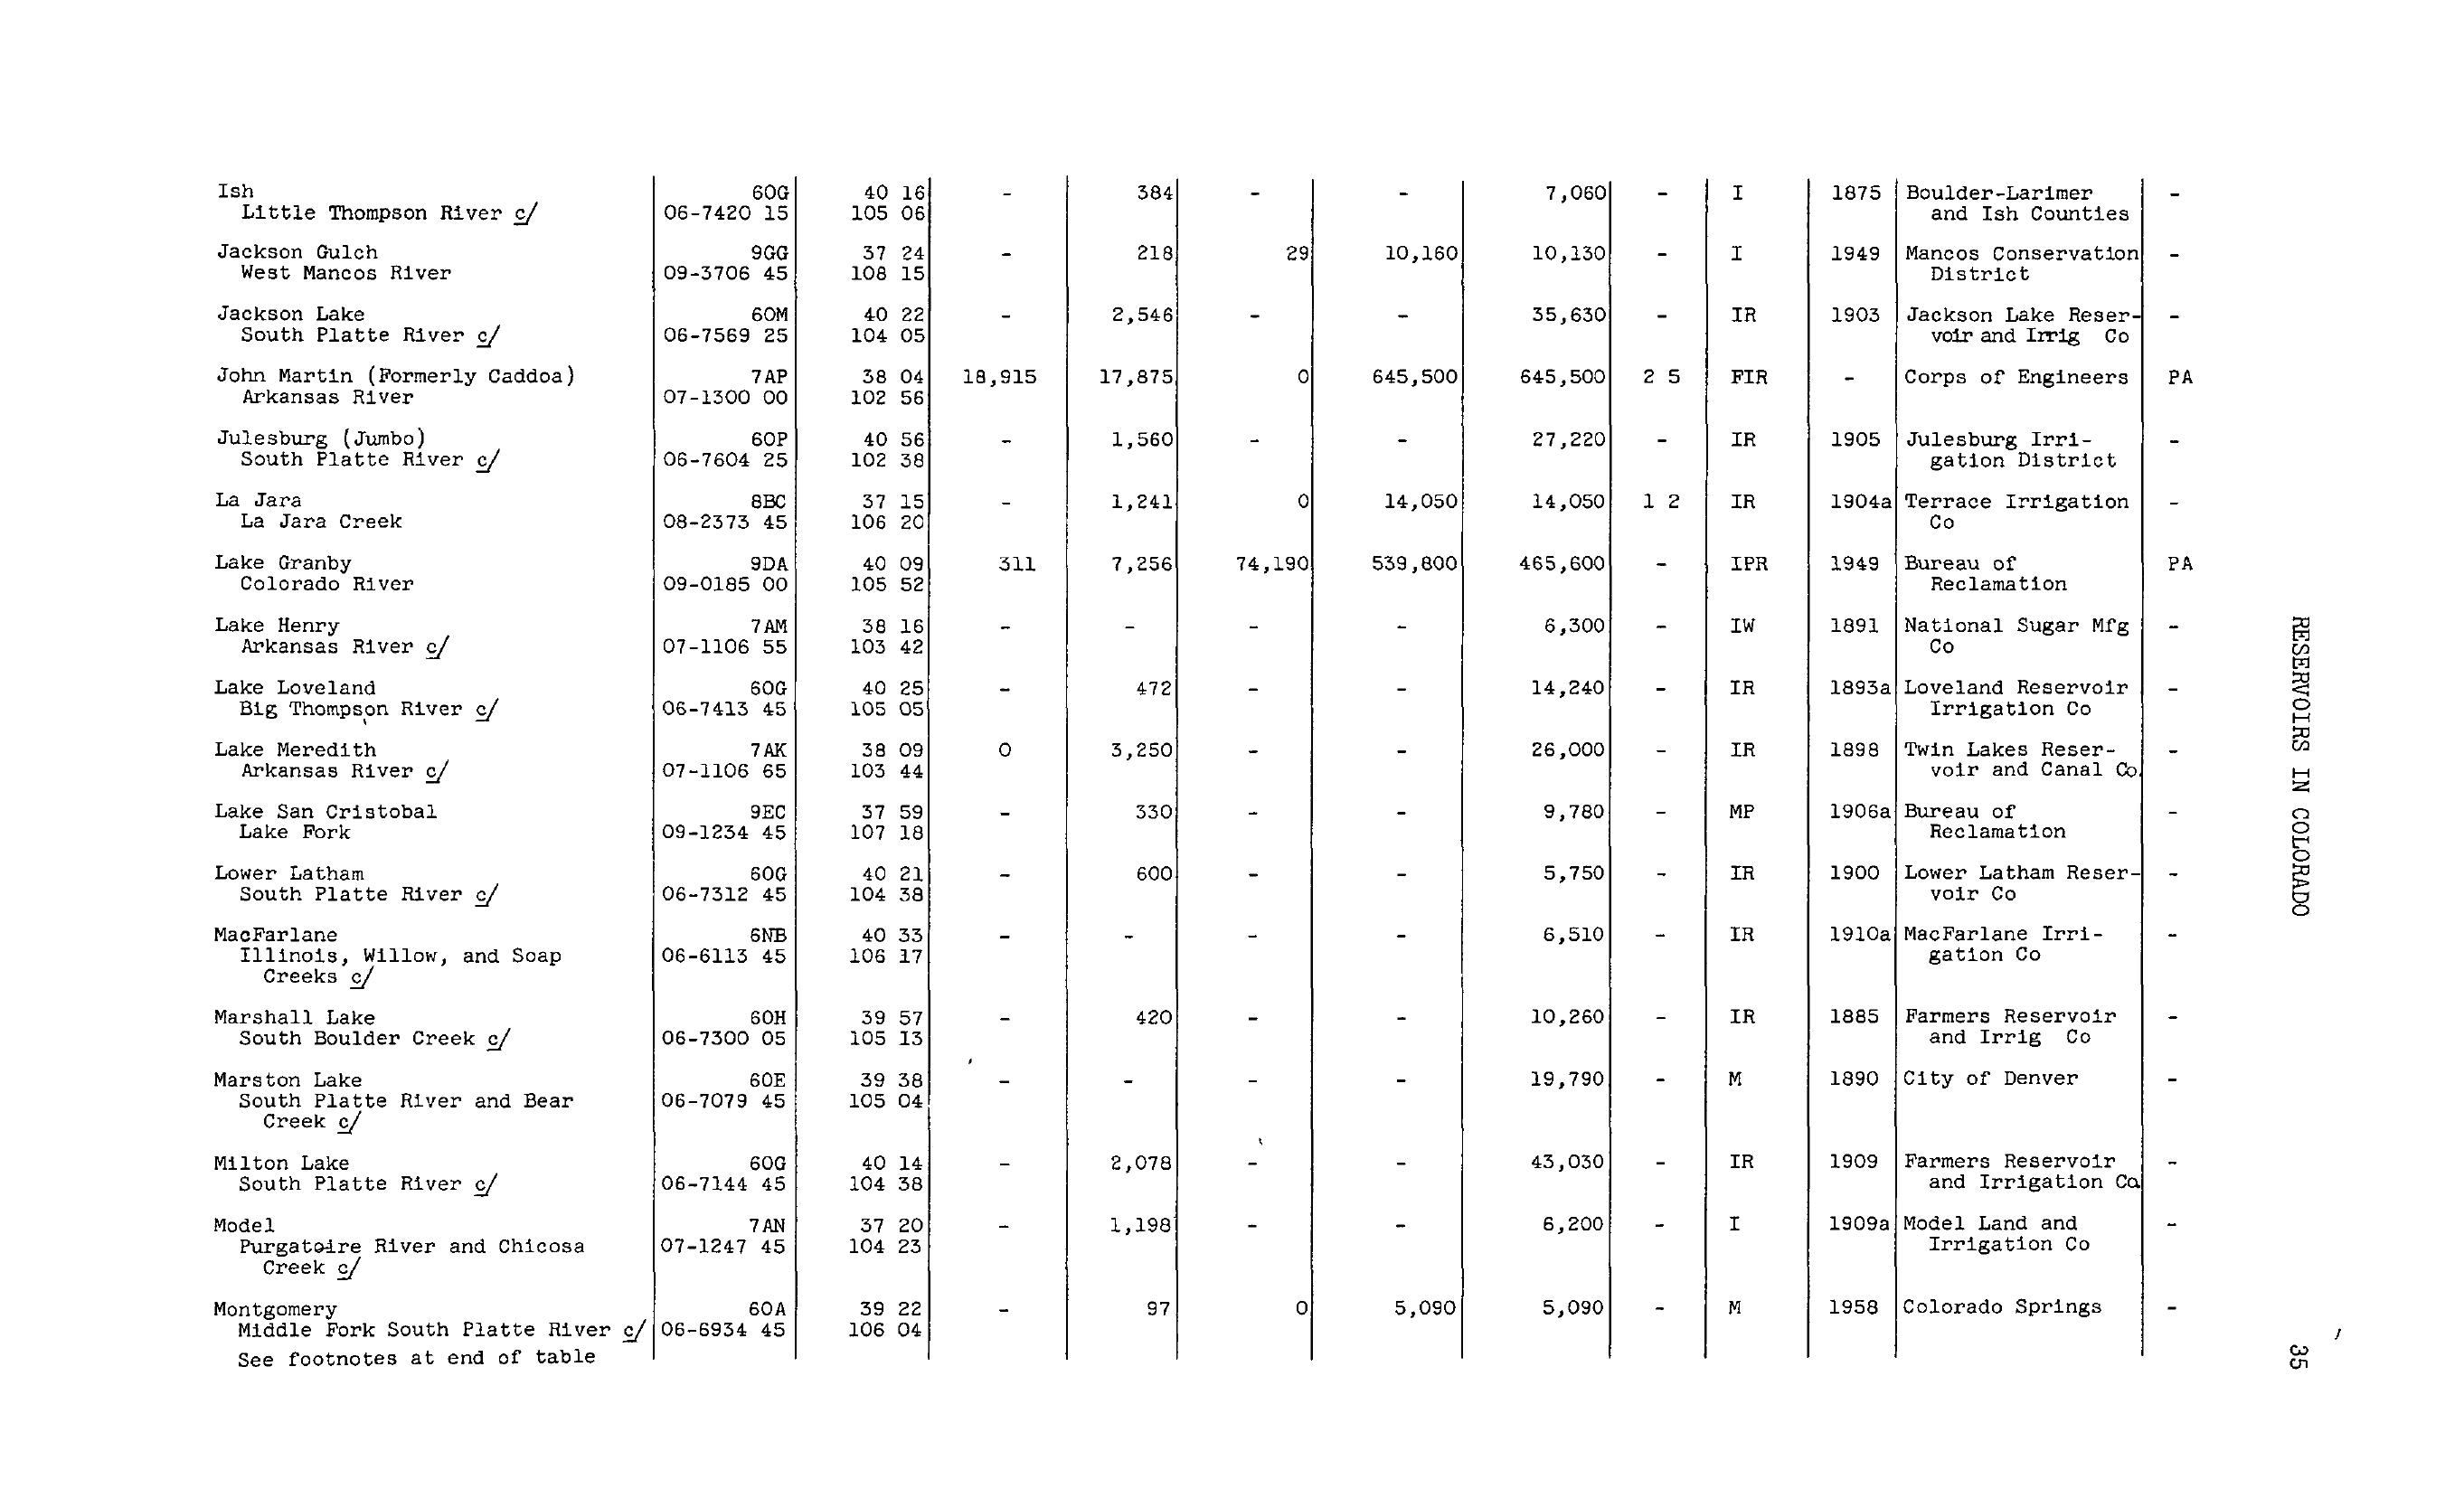 Ish 60G 40 16 - 384 - - 7,060 - I 1875 Boulder-Larimer -
Little Thompson River c/ 06-7420 15 105 06 and Ish Counties
Jackson Gulch 9GG 37 24 - 218 29 10,160 10,130 - I 1949 Mancos Conservation -
West Mancos River 09-3706 45 108 15 District
Jackson Lake 60M 40 22 - 2,546 - - 35,630 - IR 1903 Jackson Lake Reser- -
South Platte River c/ 06-7569 25 104 05 voir and Irrig Co
John Martin (Formerly Caddoa) 7AP 38 04 18,915 17,875 0 645,500 645,500 2 5 FIR - Corps of Engineers PA
Arkansas River 07-1300 00 102 56
Julesburg (Jumbo) 60P 40 56 - 1,560 - - 27,220 - IR 1905 Julesburg Irri- -
South Platte River c/ 06-7604 25 102 38 gation District
La Jara 8BC 37 15 - 1,241 0 14,050 14,050 1 2 IR 1904a Terrace Irrigation -
La Jara Creek 08-2373 45 106 20 Co
Lake Granby 9DA 40 09 311 7,256 74,190 539,800 465,600 - IPR 1949 Bureau of PA
Colorado River 09-0185 00 105 52 Reclamation
Lake Henry 7AM 38 16 - - - - 6,300 - IW 1891 National Sugar Mfg -
Arkansas River c/ 07-1106 55 103 42 Co
Lake Loveland 60G 40 25 - 472 - - 14,240 - IR 1893a Loveland Reservoir -
Big Thompson River c/ 06-7413 45 105 05 Irrigation Co
Lake Meredith 7AK 38 09 0 3,250 - - 26,000 - IR 1898 Twin Lakes Reser- -
Arkansas River c/ 07-1106 65 103 44 voir and Canal Co.
Lake San Cristobal 9EC 37 59 - 330 - - 9,780 - MP 1906a Bureau of -
Lake Fork 09-1234 45 107 18 Reclamation
Lower Latham 60G 40 21 - 600 - - 5,750 - IR 1900 Lower Latham Reser- -
South Platte River c/ 06-7312 45 104 38 voir Co
MacFarlane 6NB 40 33 - - - - 6,510 - IR 1910a MacFarlane Irri- -
Illinois, Willow, and Soap 06-6113 45 106 17 gation Co
Creeks c/
Marshall Lake 60H 39 57 - 420 - - 10,260 - IR 1885 Farmers Reservoir -
South Boulder Creek c/ 06-7300 05 105 13 and Irrig Co
Marston Lake 60E 39 38 - - - - 19,790 - M 1890 City of Denver -
South Platte River and Bear 06-7079 45 105 04
Creek c/
Milton Lake 60G 40 14 - 2,078 - - 43,030 - IR 1909 Farmers Reservoir -
South Platte River c/ 06-7144 45 104 38 and Irrigation Co.
Model 7AN 37 20 - 1,198 - - 6,200 - I 1909a Model Land and -
Purgatoire River and Chicosa 07-1247 45 104 23 Irrigation Co
Creek c/
Montgomery 60A 39 22 - 97 0 5,090 5,090 - M 1958 Colorado Springs -
Middle Fork South Platte River c/ 06-6934 45 106 04
See footnotes at end of table
RESERVOIRS IN COLORADO
35